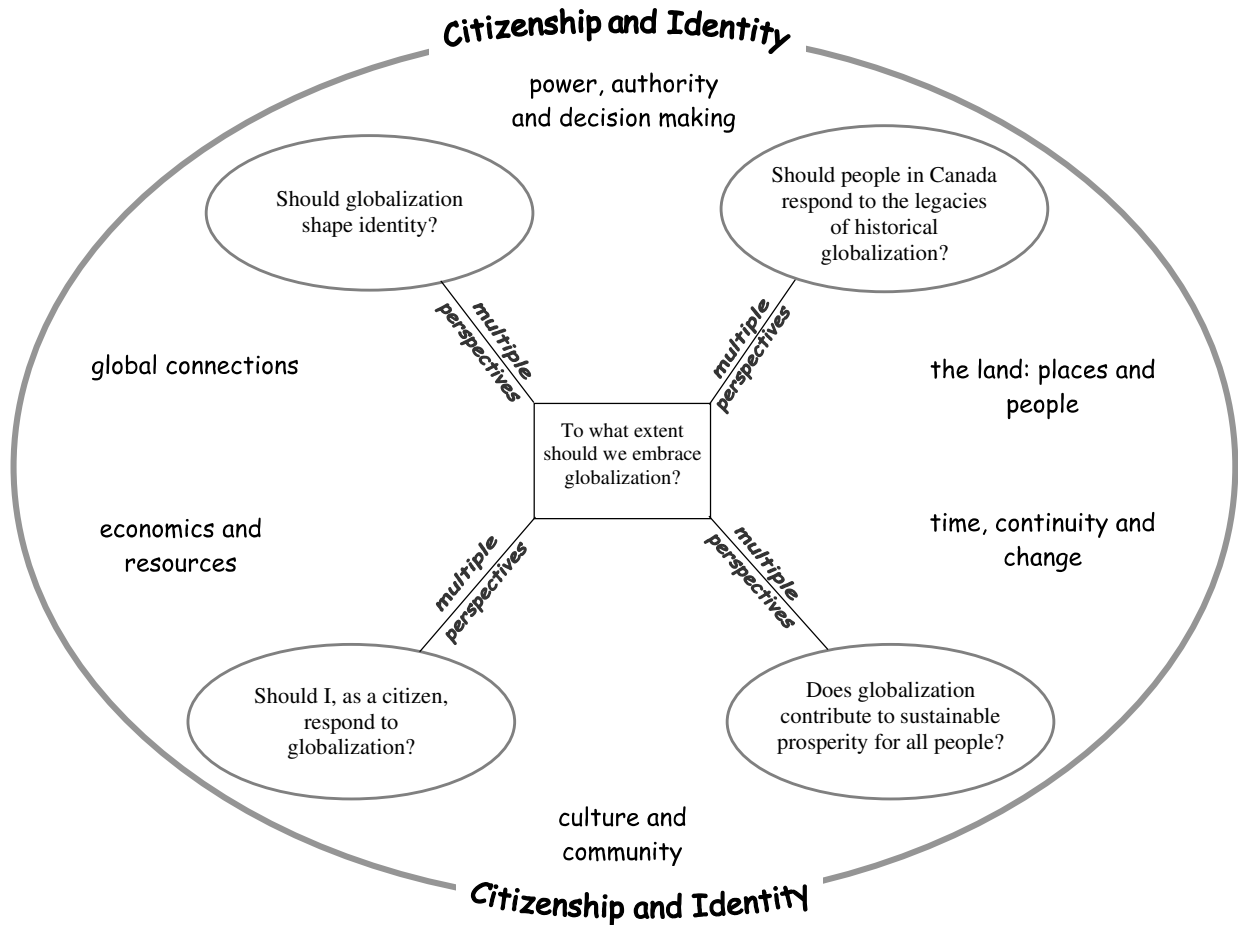 Citizenship and Identity
power, authority
and decision making
Should globalization
shape identity?
Should people in Canada
respond to the legacies
of historical
globalization?
multiple
perspectives
multiple
perspectives
global connections
the land: places and
people
To what extent
should we embrace
globalization?
economics and
resources
time, continuity and
change
multiple
perspectives
multiple
perspectives
Should I, as a citizen,
respond to
globalization?
Does globalization
contribute to sustainable
prosperity for all people?
culture and
community
Citizenship and Identity